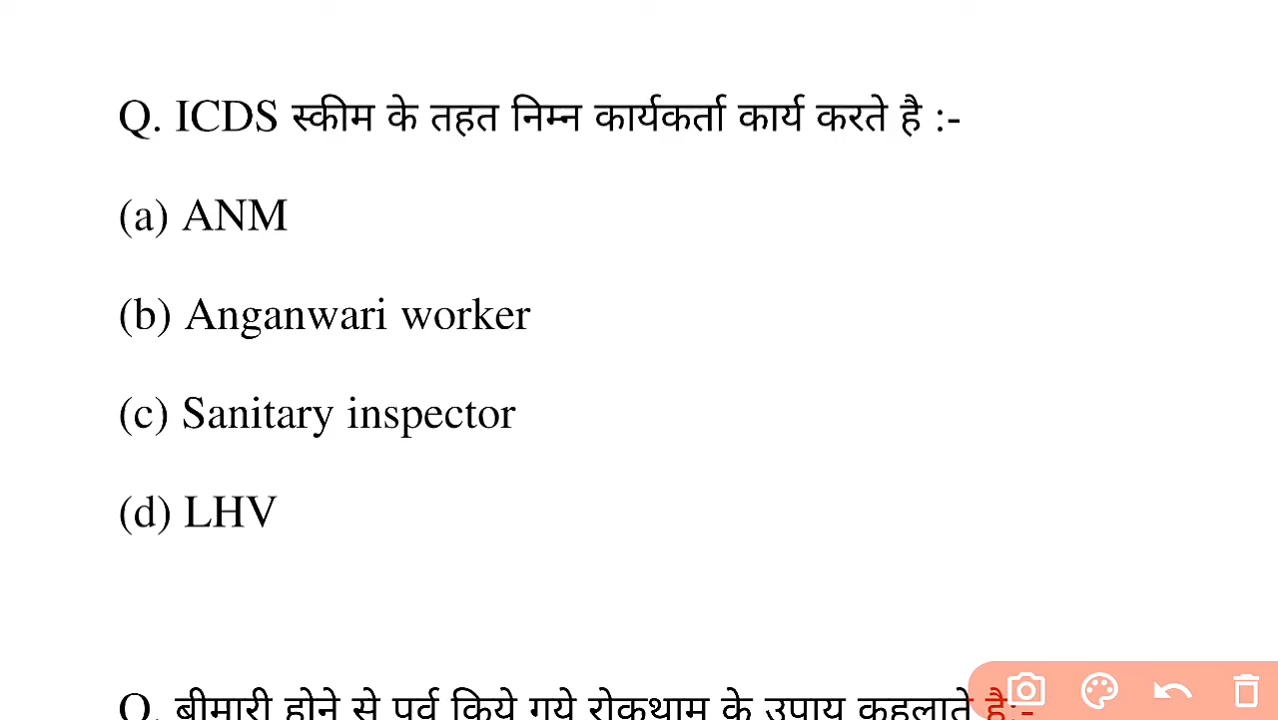 Q. ICDS स्कीम के तहत निम्न कार्यकर्ता कार्य करते है :-
(a) ANM
(b) Anganwari worker
(c) Sanitary inspector
(d) LHV
Q. बीमारी होने से पूर्व किये गये रोकथाम के उपाय कहलाते है:-